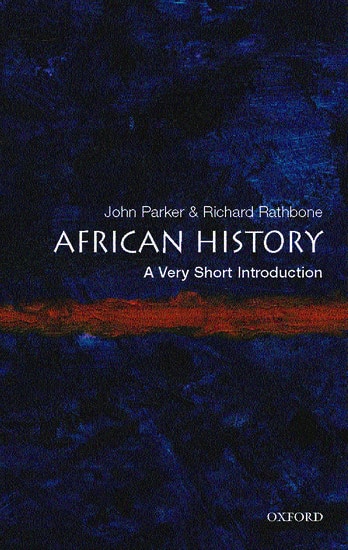 John Parker & Richard Rathbone
AFRICAN HISTORY
A Very Short Introduction
OXFORD